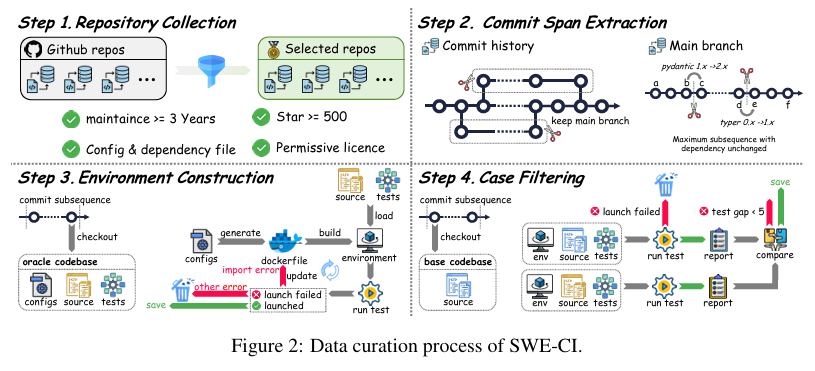 Step 1. Repository Collection
Github repos
Selected repos
...
...
maintaince >= 3 Years
Star >= 500
Config & dependency file
Permissive licence
Step 2. Commit Span Extraction
Commit history
keep main branch
Main branch
pydantic 1.x ->2.x
a
b
c
d
e
f
typer 0.x ->1.x
Maximum subsequence with
dependency unchanged
Step 3. Environment Construction
commit subsequence
checkout
oracle codebase
configs
source
tests
source
tests
load
generate
build
configs
dockerfile
environment
import error
update
other error
launch failed
save
launched
run test
Step 4. Case Filtering
commit subsequence
checkout
base codebase
source
save
launch failed
test gap < 5
env
source
tests
run test
report
compare
env
source
tests
run test
report
Figure 2: Data curation process of SWE-CI.